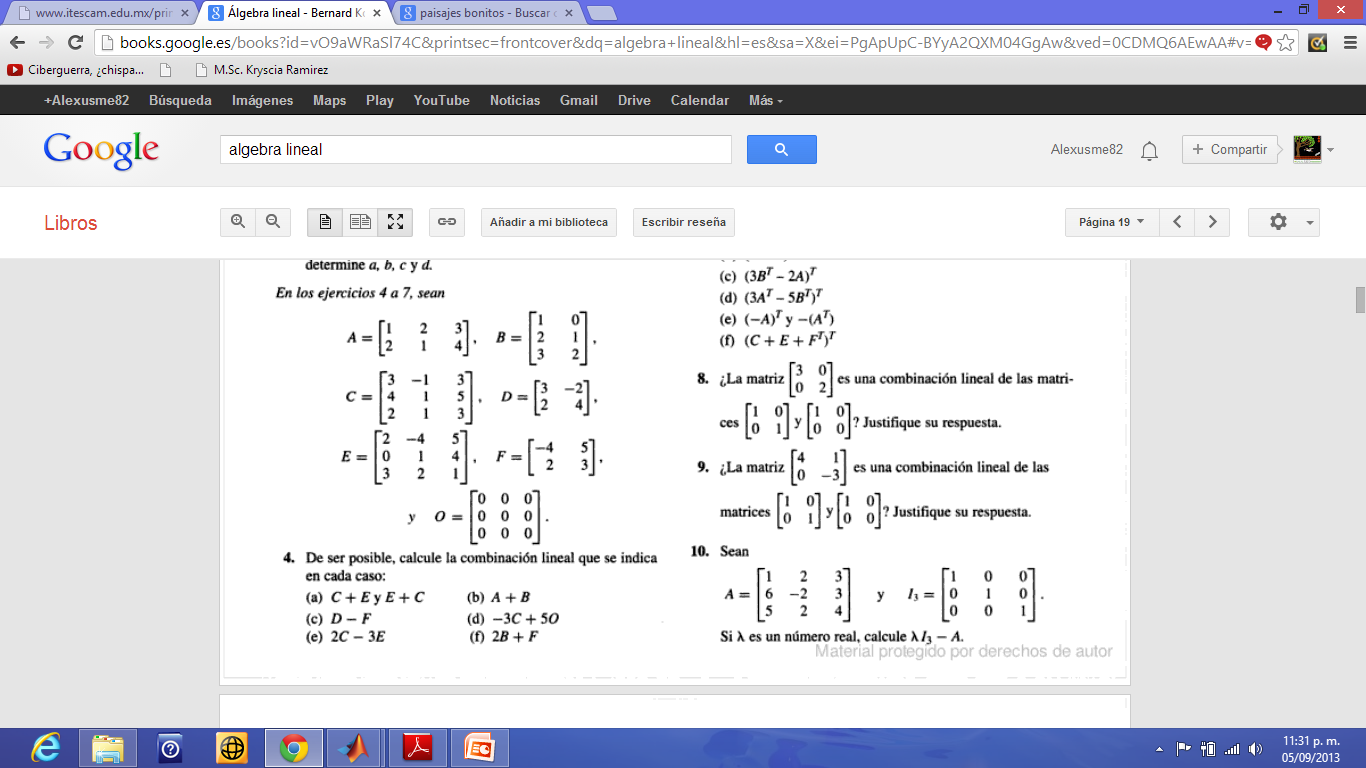 www.itescam.edu.mx/prin
Álgebra lineal - Bernard Ko
paisajes bonitos - Buscar c
books.google.es/books?id=vO9aWRaSl74C&printsec=frontcover&dq=algebra+lineal&hl=es&sa=X&ei=PgApUpC-BYyA2QXM04GgAw&ved=0CDMQ6AEwAA#v=
Ciberguerra, ¿chispa...
M.Sc. Kryscia Ramirez
+Alexusme82 Búsqueda Imágenes Maps Play YouTube Noticias Gmail Drive Calendar Más
Google
algebra lineal
Alexusme82
+ Compartir
Libros
Añadir a mi biblioteca
Escribir reseña
Página 19
determine a, b, c y d.
En los ejercicios 4 a 7, sean
A = [1 2 3
2 1 4], B = [1 0
2 1
3 2],
C = [3 −1 3
4 1 5
2 1 3], D = [3 −2
2 4],
E = [2 −4 5
0 1 4
3 2 1], F = [−4 5
2 3],
y O = [0 0 0
0 0 0
0 0 0].
4. De ser posible, calcule la combinación lineal que se indica
en cada caso:
(a) C + E y E + C (b) A + B
(c) D − F (d) −3C + 5O
(e) 2C − 3E (f) 2B + F
(c) (3Bᵀ − 2A)ᵀ
(d) (3Aᵀ − 5Bᵀ)ᵀ
(e) (−A)ᵀ y −(Aᵀ)
(f) (C + E + Fᵀ)ᵀ
8. ¿La matriz [3 0
0 2] es una combinación lineal de las matri-
ces [1 0
0 1] y [1 0
0 0]? Justifique su respuesta.
9. ¿La matriz [4 1
0 −3] es una combinación lineal de las
matrices [1 0
0 1] y [1 0
0 0]? Justifique su respuesta.
10. Sean
A = [1 2 3
6 −2 3
5 2 4] y I₃ = [1 0 0
0 1 0
0 0 1].
Si λ es un número real, calcule λI₃ − A.
Material protegido por derechos de autor
11:31 p. m.
05/09/2013